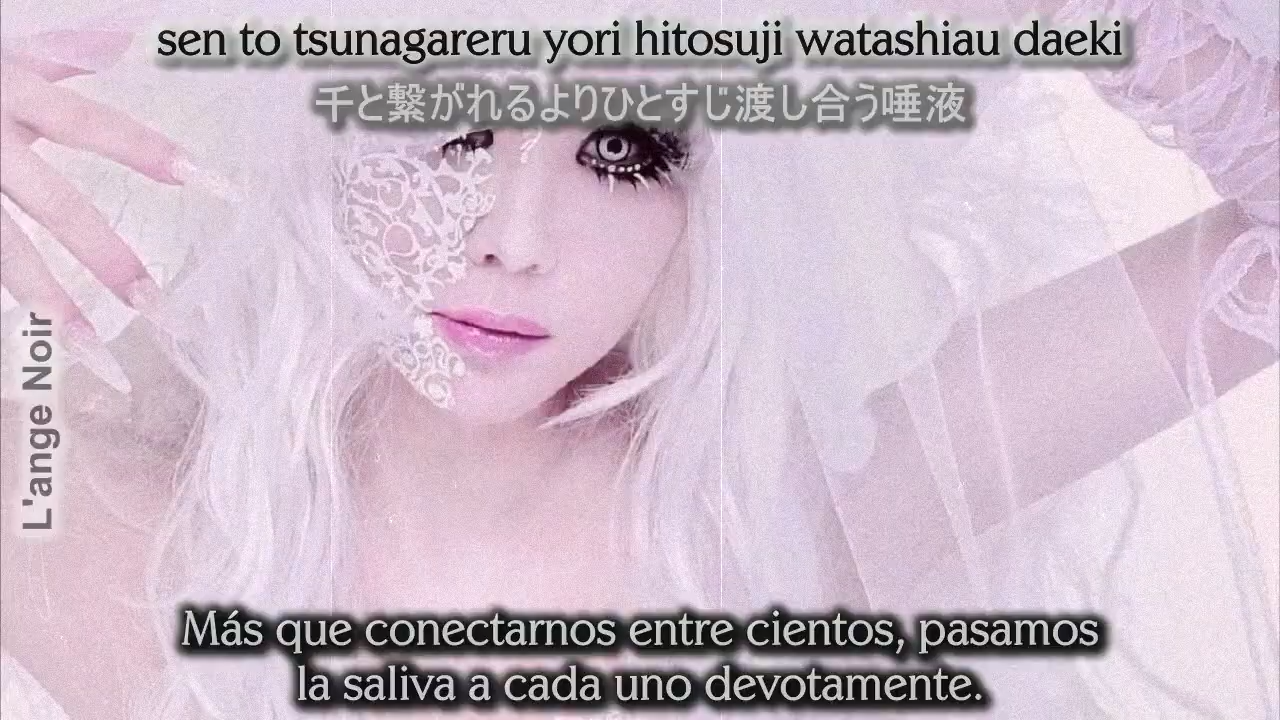 sen to tsunagareru yori hitosuji watashiau daeki
千と繋がれるよりひとすじ渡し合う唾液
L'ange Noir
Más que conectarnos entre cientos, pasamos
la saliva a cada uno devotamente.